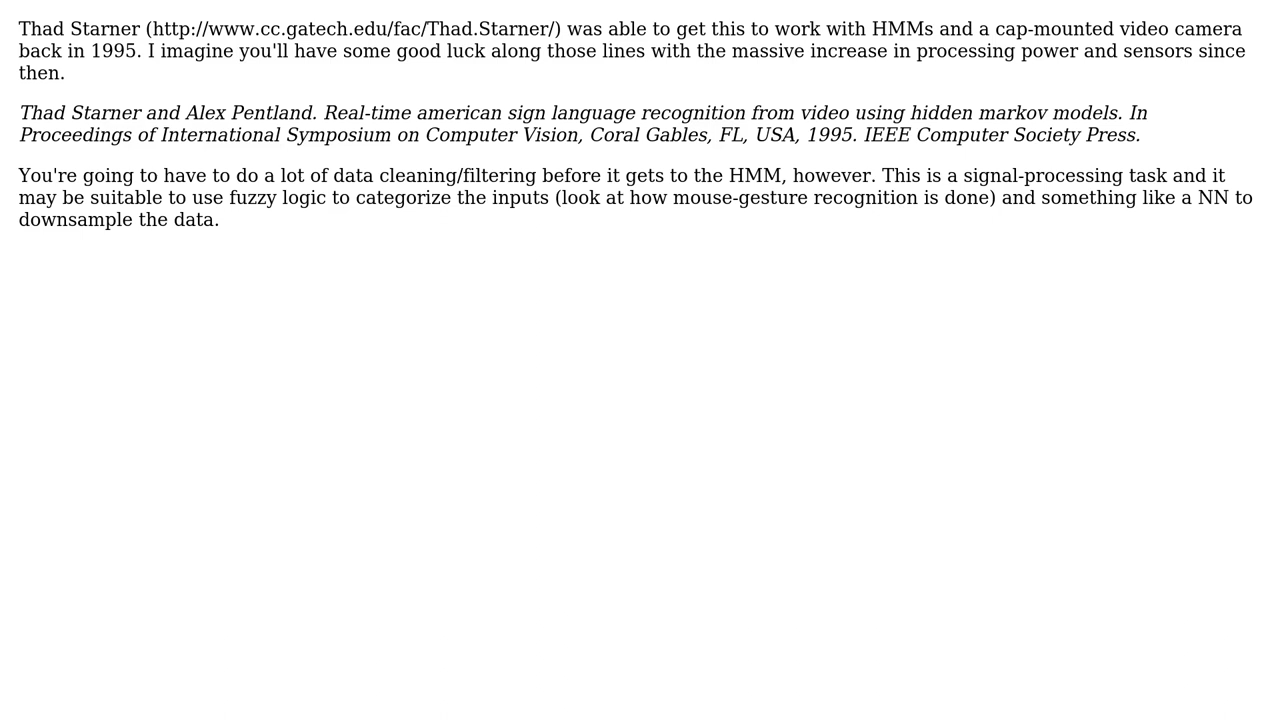 Thad Starner (http://www.cc.gatech.edu/fac/Thad.Starner/) was able to get this to work with HMMs and a cap-mounted video camera
back in 1995. I imagine you'll have some good luck along those lines with the massive increase in processing power and sensors since
then.
Thad Starner and Alex Pentland. Real-time american sign language recognition from video using hidden markov models. In
Proceedings of International Symposium on Computer Vision, Coral Gables, FL, USA, 1995. IEEE Computer Society Press.
You're going to have to do a lot of data cleaning/filtering before it gets to the HMM, however. This is a signal-processing task and it
may be suitable to use fuzzy logic to categorize the inputs (look at how mouse-gesture recognition is done) and something like a NN to
downsample the data.